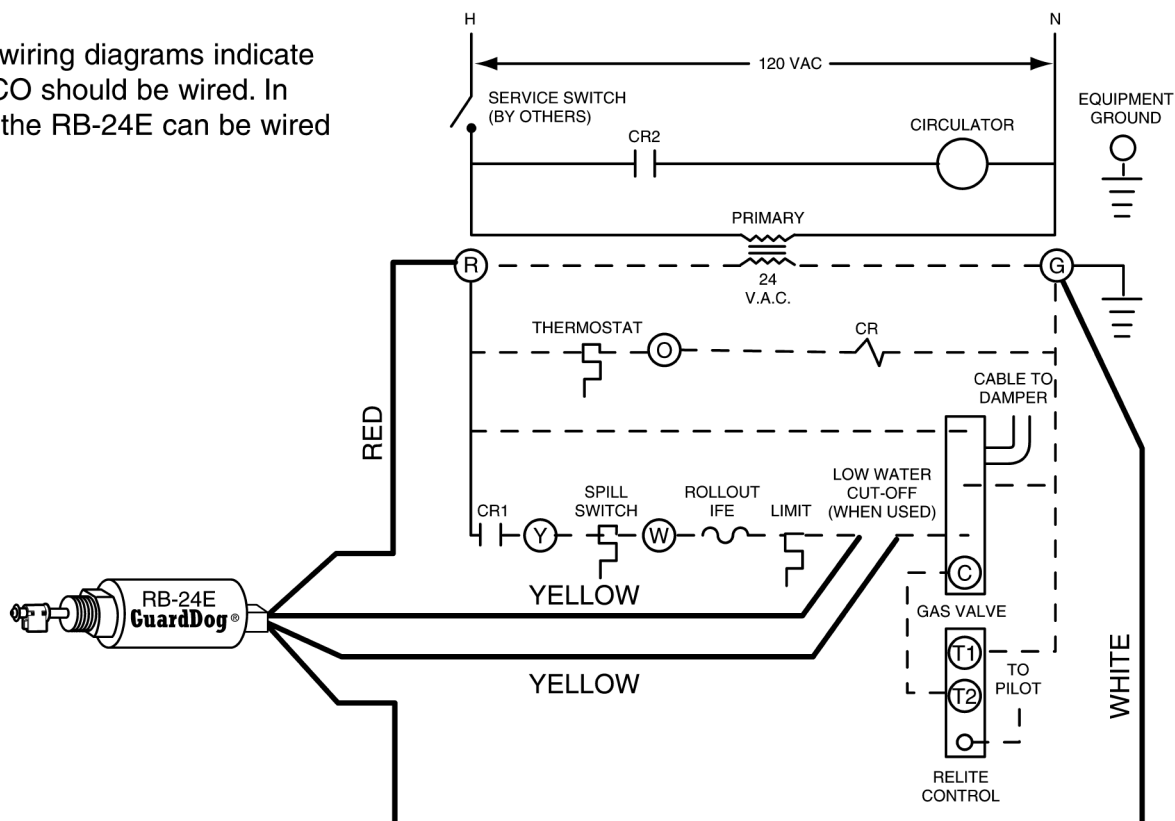 wiring diagrams indicate
CO should be wired. In
the RB-24E can be wired
H
N
120 VAC
SERVICE SWITCH
(BY OTHERS)
CR2
CIRCULATOR
EQUIPMENT
GROUND
PRIMARY
R
G
24
V.A.C.
THERMOSTAT
O
CR
CABLE TO
DAMPER
RED
LOW WATER
CUT-OFF
(WHEN USED)
CR1
Y
SPILL
SWITCH
W
ROLLOUT
IFE
LIMIT
C
GAS VALVE
RB-24E
GuardDog®
YELLOW
YELLOW
T1
T2
TO
PILOT
WHITE
RELITE
CONTROL